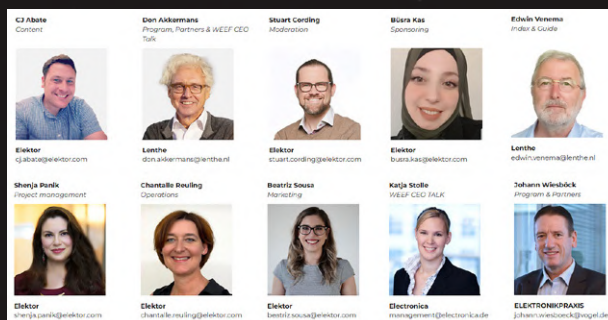 CJ Abate
Content
Elektor
cj.abate@elektor.com
Don Akkermans
Program, Partners & WEEF CEO
Talk
Lenthe
don.akkermans@lenthe.nl
Stuart Cording
Moderation
Elektor
stuart.cording@elektor.com
Büsra Kas
Sponsoring
Elektor
busra.kas@elektor.com
Edwin Venema
Index & Guide
Lenthe
edwin.venema@lenthe.nl
Shenja Panik
Project management
Elektor
shenja.panik@elektor.com
Chantalle Reuling
Operations
Elektor
chantalle.reuling@elektor.com
Beatriz Sousa
Marketing
Elektor
beatriz.sousa@elektor.com
Katja Stolle
WEEF CEO TALK
Electronica
management@electronica.de
Johann Wiesböck
Program & Partners
ELEKTRONIKPRAXIS
johann.wiesboeck@vogel.de